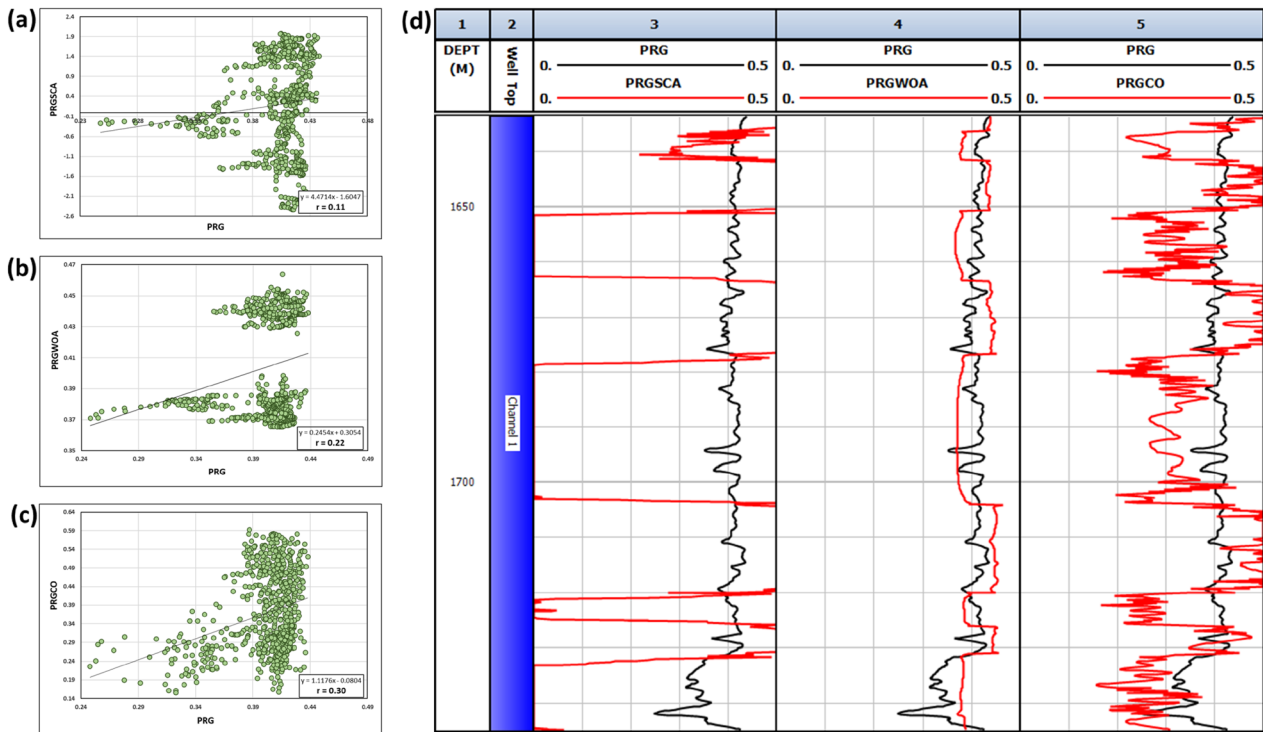 (a)
1.9
1.4
0.9
0.4
-0.1
-0.6
-1.1
-1.6
-2.1
-2.6
0.23
0.28
0.33
0.38
0.43
0.48
PRGSCA
PRG
y = 4.4714x - 1.6047
r = 0.11
(b)
0.47
0.45
0.43
0.41
0.39
0.37
0.35
0.24
0.29
0.34
0.39
0.44
0.49
PRGWOA
PRG
y = 0.2454x + 0.3054
r = 0.22
(c)
0.64
0.59
0.54
0.49
0.44
0.39
0.34
0.29
0.24
0.19
0.14
0.24
0.29
0.34
0.39
0.44
0.49
PRGCO
PRG
y = 1.1176x - 0.0804
r = 0.30
(d)
1 2 3 4 5
DEPT
(M)
Well Top
PRG
0. 0.5
PRGSCA
0. 0.5
PRG
0. 0.5
PRGWOA
0. 0.5
PRG
0. 0.5
PRGCO
0. 0.5
1650
Channel 1
1700